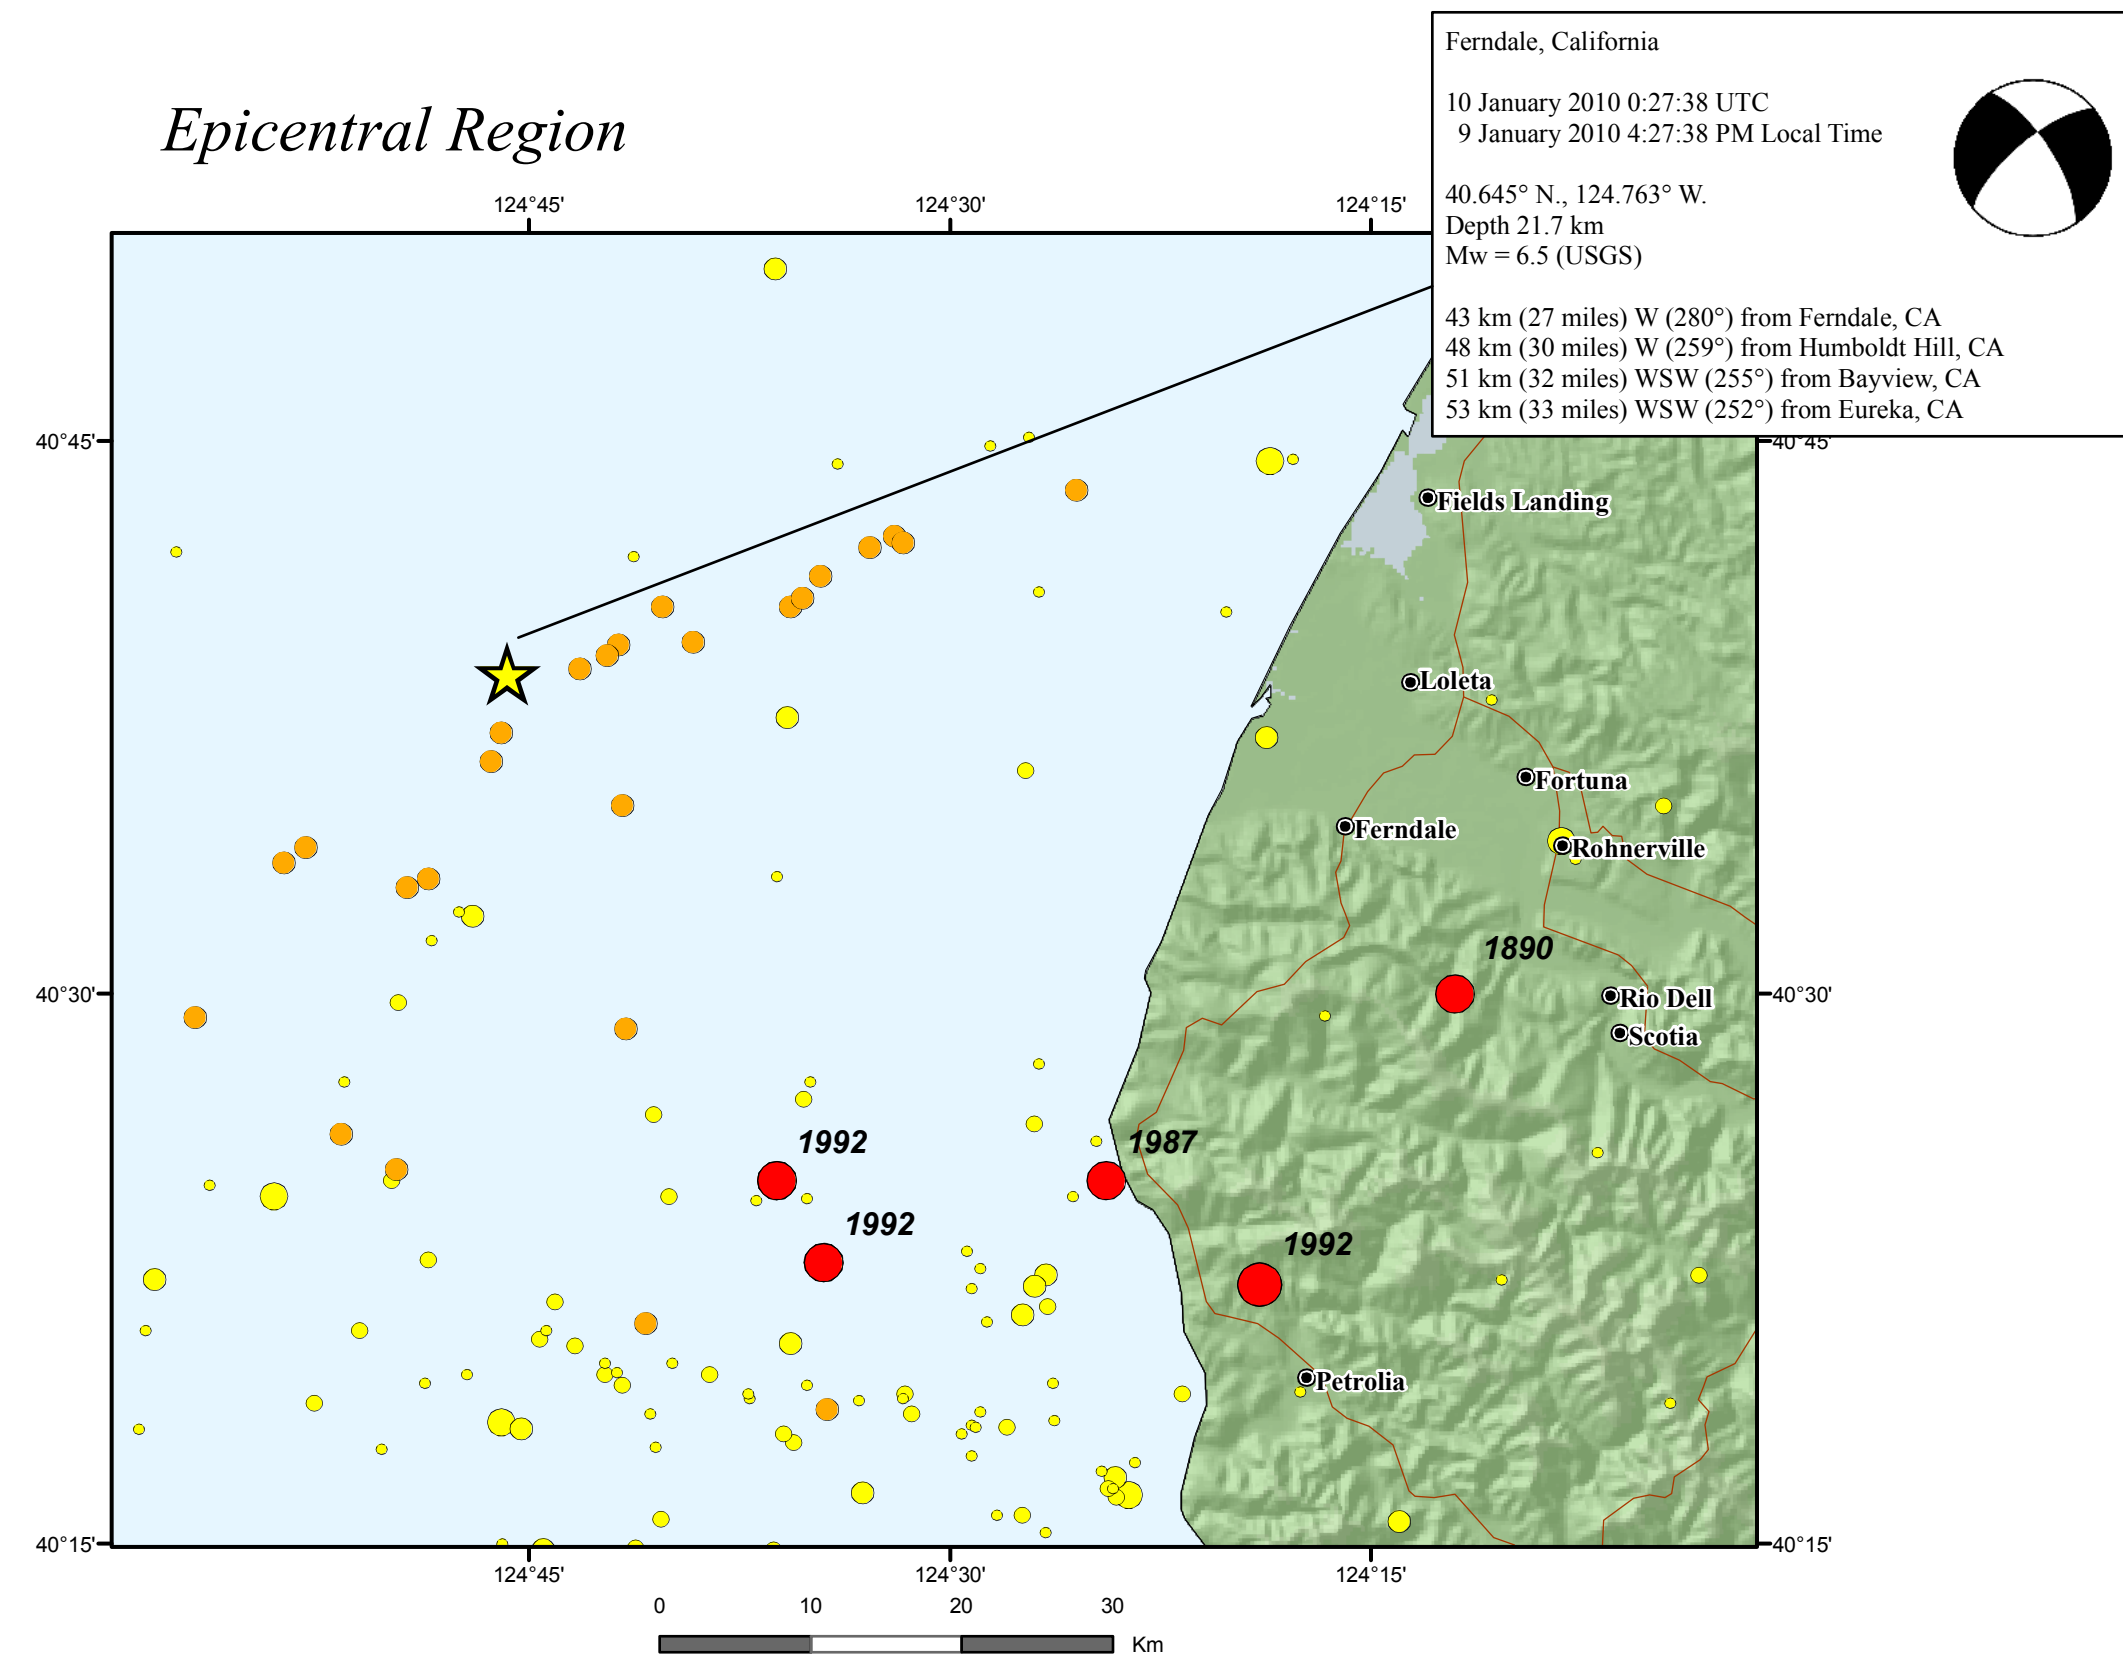 Ferndale, California
10 January 2010 0:27:38 UTC
9 January 2010 4:27:38 PM Local Time
40.645° N., 124.763° W.
Depth 21.7 km
Mw = 6.5 (USGS)
43 km (27 miles) W (280°) from Ferndale, CA
48 km (30 miles) W (259°) from Humboldt Hill, CA
51 km (32 miles) WSW (255°) from Bayview, CA
53 km (33 miles) WSW (252°) from Eureka, CA
Epicentral Region
124°45'
124°30'
124°15'
40°45'
40°45'
Fields Landing
Loleta
Fortuna
Ferndale
Rohnerville
1890
40°30'
40°30'
Rio Dell
Scotia
1992
1987
1992
1992
Petrolia
40°15'
40°15'
124°45'
124°30'
124°15'
0
10
20
30
Km